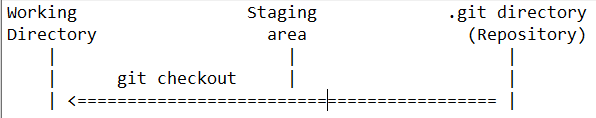 Working Staging .git directory
Directory area (Repository)
| | |
| git checkout | |
| <========================================== |